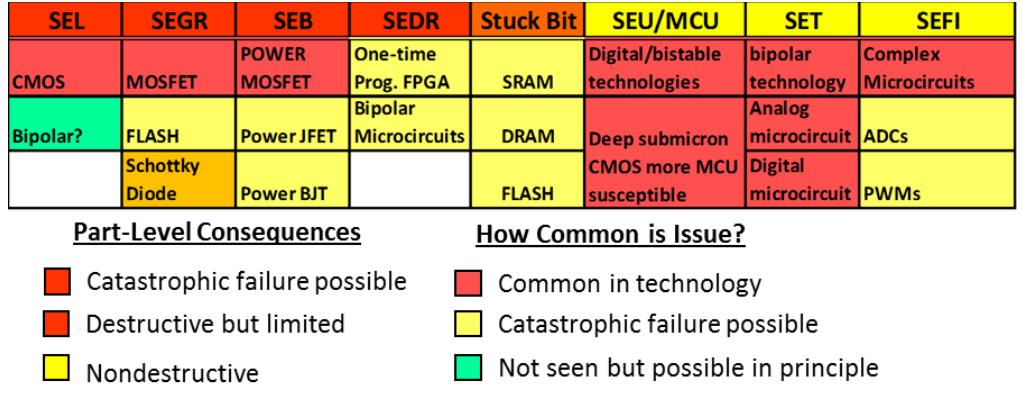 SEL SEGR SEB SEDR Stuck Bit SEU/MCU SET SEFI
CMOS
MOSFET
POWER
MOSFET
One-time
Prog. FPGA
SRAM
Digital/bistable
technologies
bipolar
technology
Complex
Microcircuits
Bipolar?
FLASH
Power JFET
Bipolar
Microcircuits
DRAM
Deep submicron
CMOS more MCU
susceptible
Analog
microcircuit
ADCs
Schottky
Diode
Power BJT
FLASH
Digital
microcircuit
PWMs
Part-Level Consequences
Catastrophic failure possible
Destructive but limited
Nondestructive
How Common is Issue?
Common in technology
Catastrophic failure possible
Not seen but possible in principle